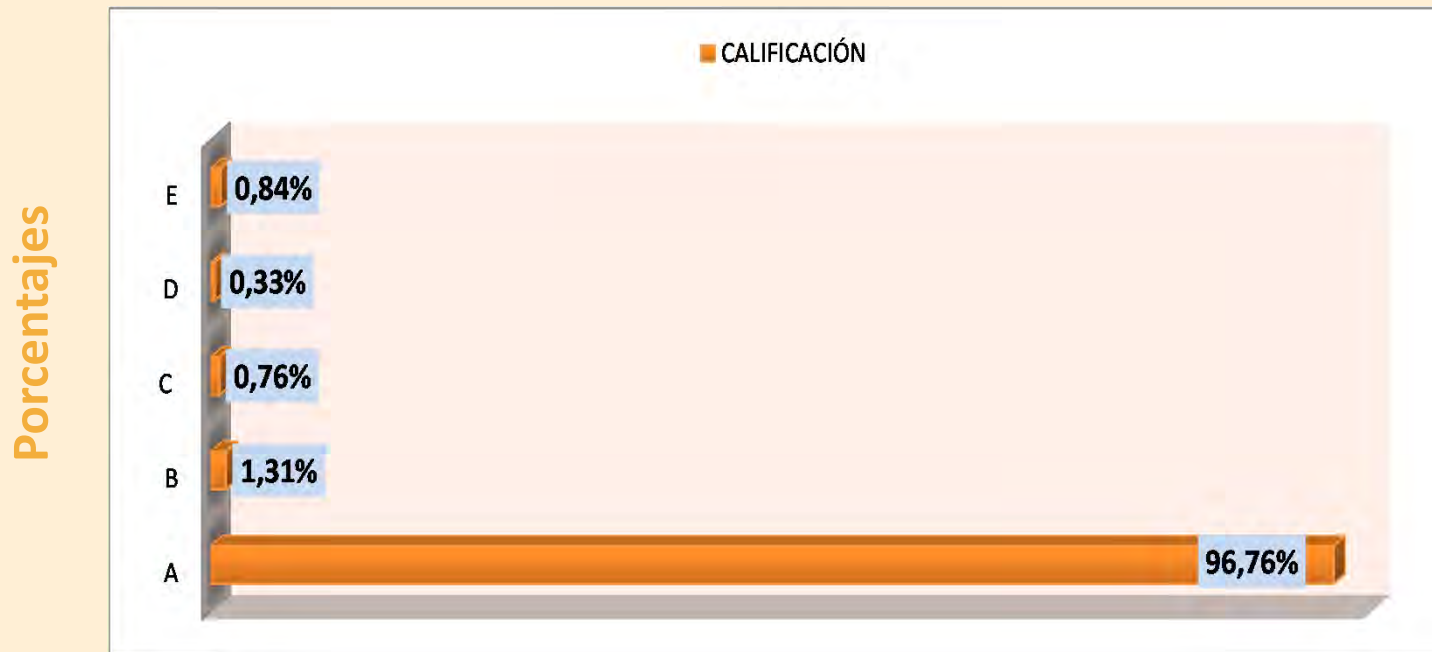 CALIFICACIÓN
Porcentajes
E 0,84%
D 0,33%
C 0,76%
B 1,31%
A 96,76%